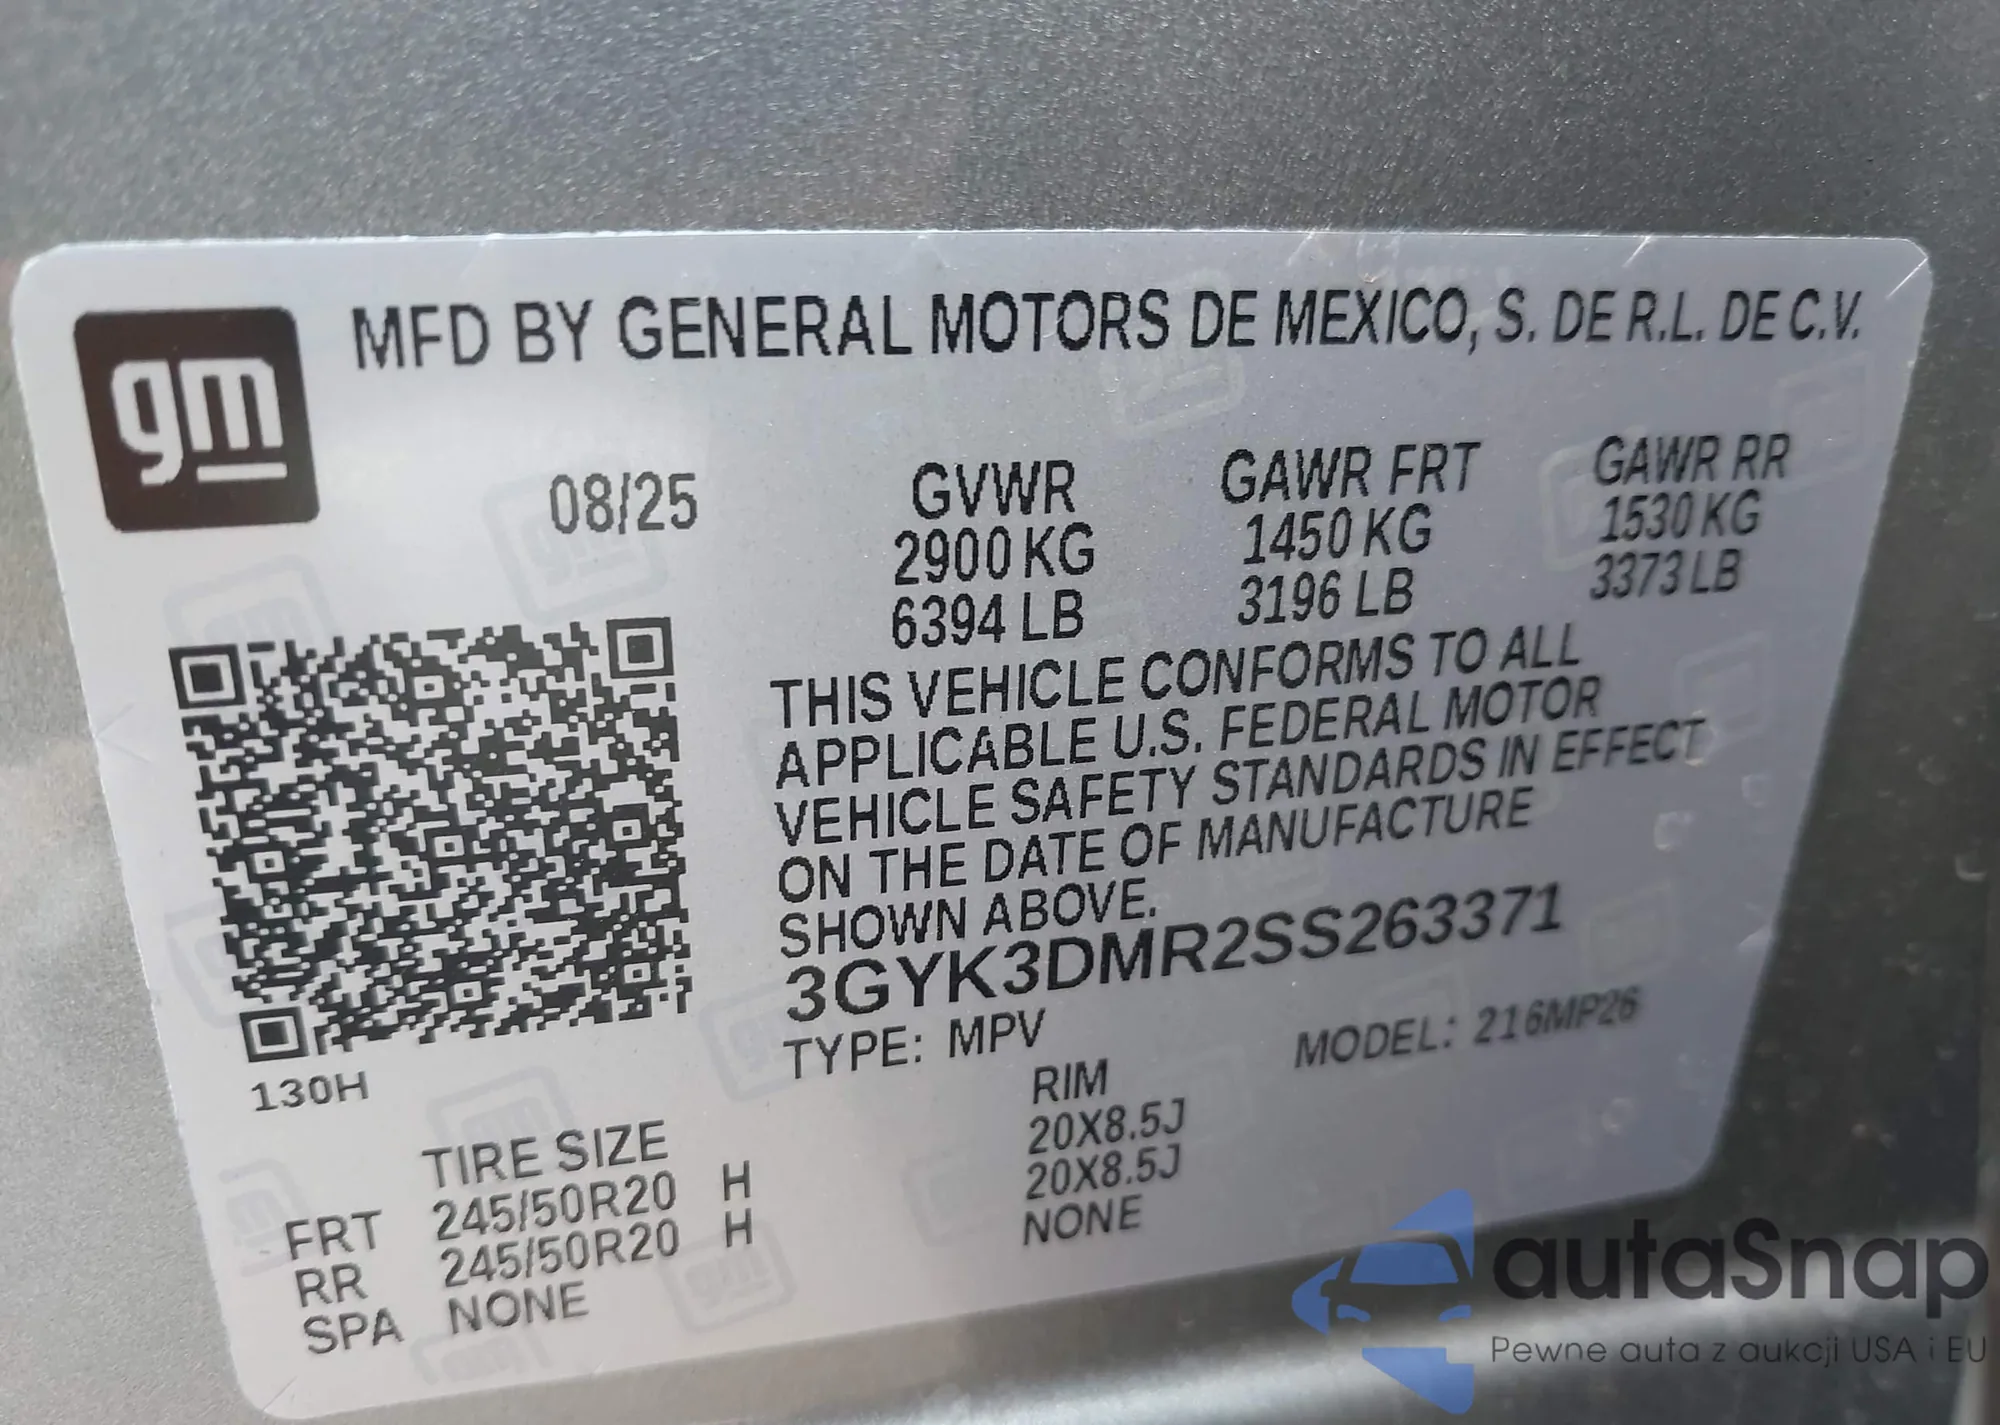 gm
MFD BY GENERAL MOTORS DE MEXICO, S. DE R.L. DE C.V.
08/25
GVWR
2900 KG
6394 LB
GAWR FRT
1450 KG
3196 LB
GAWR RR
1530 KG
3373 LB
THIS VEHICLE CONFORMS TO ALL
APPLICABLE U.S. FEDERAL MOTOR
VEHICLE SAFETY STANDARDS IN EFFECT
ON THE DATE OF MANUFACTURE
SHOWN ABOVE.
3GYK3DMR2SS263371
TYPE: MPV
MODEL: 216MP26
130H
TIRE SIZE
RIM
FRT 245/50R20 H 20X8.5J
RR 245/50R20 H 20X8.5J
SPA NONE NONE
autaSnap
Pewne auta z aukcji USA i EU